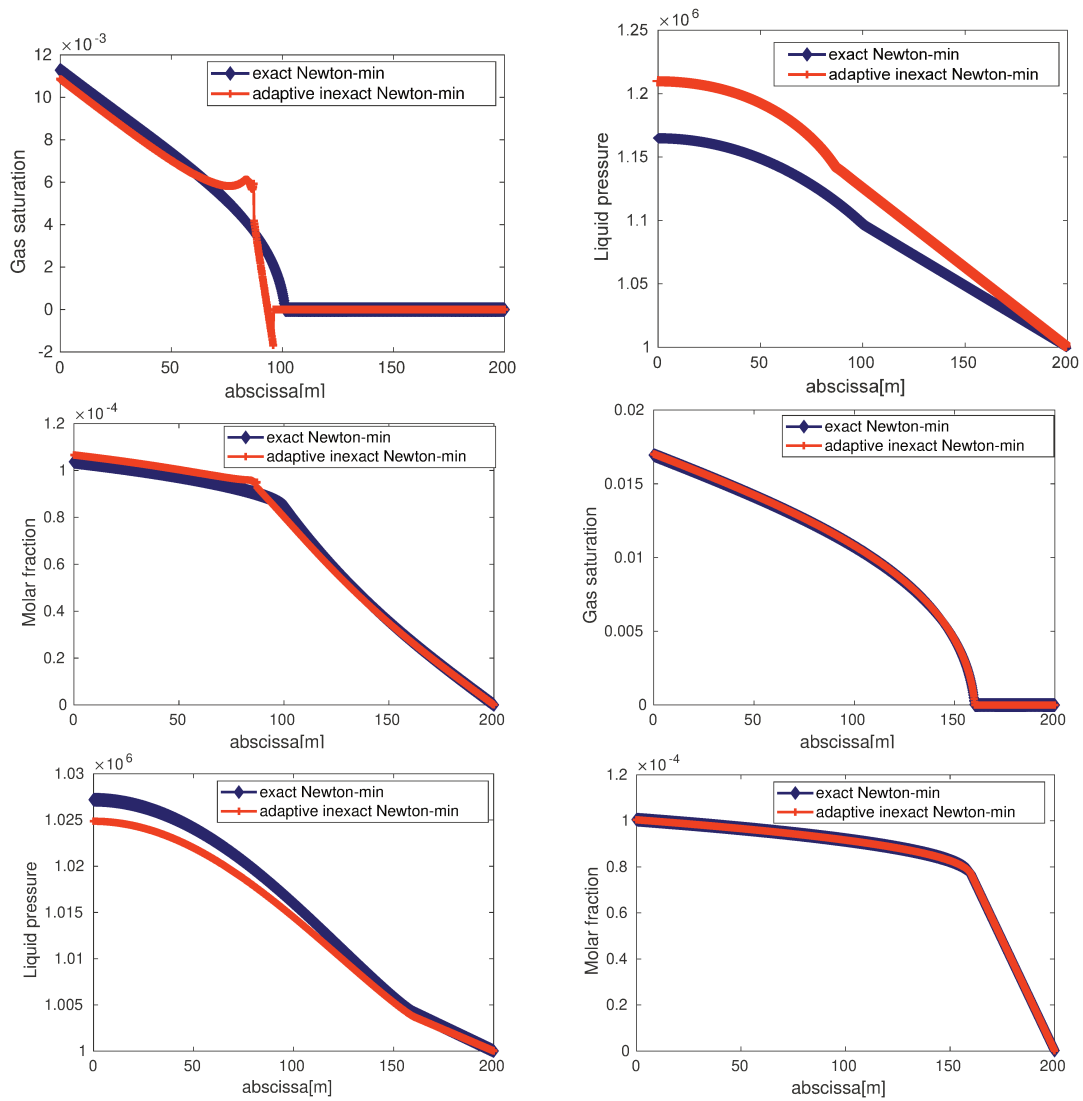 ×10⁻³
12
10
8
6
4
2
0
-2
Gas saturation
exact Newton-min
adaptive inexact Newton-min
0 50 100 150 200
abscissa[m]
×10⁶
1.25
1.2
1.15
1.1
1.05
1
Liquid pressure
exact Newton-min
adaptive inexact Newton-min
0 50 100 150 200
abscissa[m]
×10⁻⁴
1.2
1
0.8
0.6
0.4
0.2
0
Molar fraction
exact Newton-min
adaptive inexact Newton-min
0 50 100 150 200
abscissa[m]
0.02
0.015
0.01
0.005
0
Gas saturation
exact Newton-min
adaptive inexact Newton-min
0 50 100 150 200
abscissa[m]
×10⁶
1.03
1.025
1.02
1.015
1.01
1.005
1
Liquid pressure
exact Newton-min
adaptive inexact Newton-min
0 50 100 150 200
abscissa[m]
×10⁻⁴
1.2
1
0.8
0.6
0.4
0.2
0
Molar fraction
exact Newton-min
adaptive inexact Newton-min
0 50 100 150 200
abscissa[m]